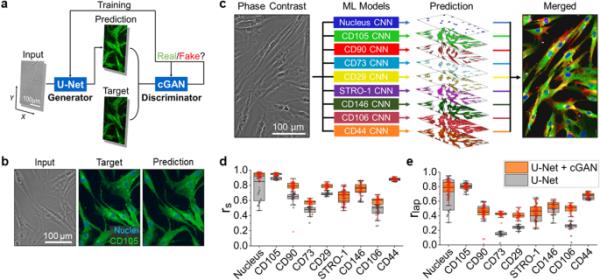 a
Training
Prediction
Input
Real/Fake?
U-Net
Generator
cGAN
Discriminator
Y
X
100μm
Target
b
Input
Target
Prediction
Nuclei
CD105
c
Phase Contrast
ML Models
Prediction
Merged
Nucleus CNN
CD105 CNN
CD90 CNN
CD73 CNN
CD29 CNN
STRO-1 CNN
CD146 CNN
CD106 CNN
CD44 CNN
100 μm
100 μm
d
rs
1.0
0.8
0.6
0.4
0.2
0.0
Nucleus
CD105
CD90
CD73
CD29
STRO-1
CD146
CD106
CD44
e
rlap
1.0
0.8
0.6
0.4
0.2
0.0
U-Net + cGAN
U-Net
Nucleus
CD105
CD90
CD73
CD29
STRO-1
CD146
CD106
CD44